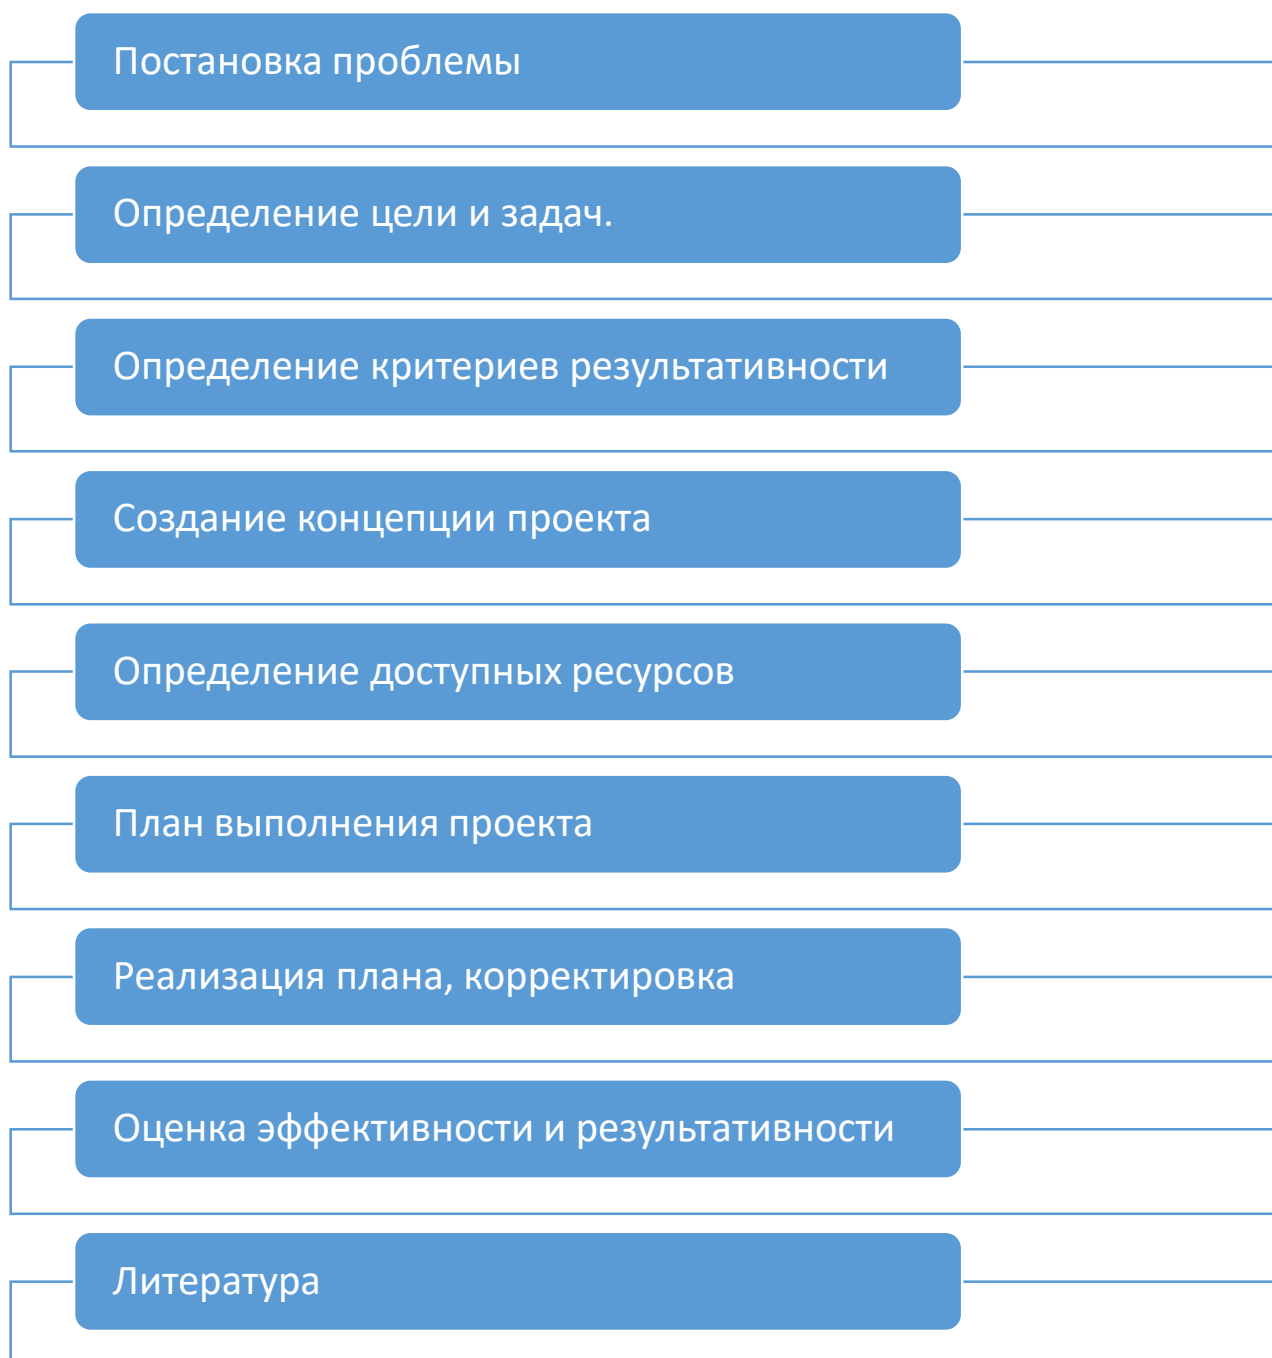 Постановка проблемы
Определение цели и задач.
Определение критериев результативности
Создание концепции проекта
Определение доступных ресурсов
План выполнения проекта
Реализация плана, корректировка
Оценка эффективности и результативности
Литература